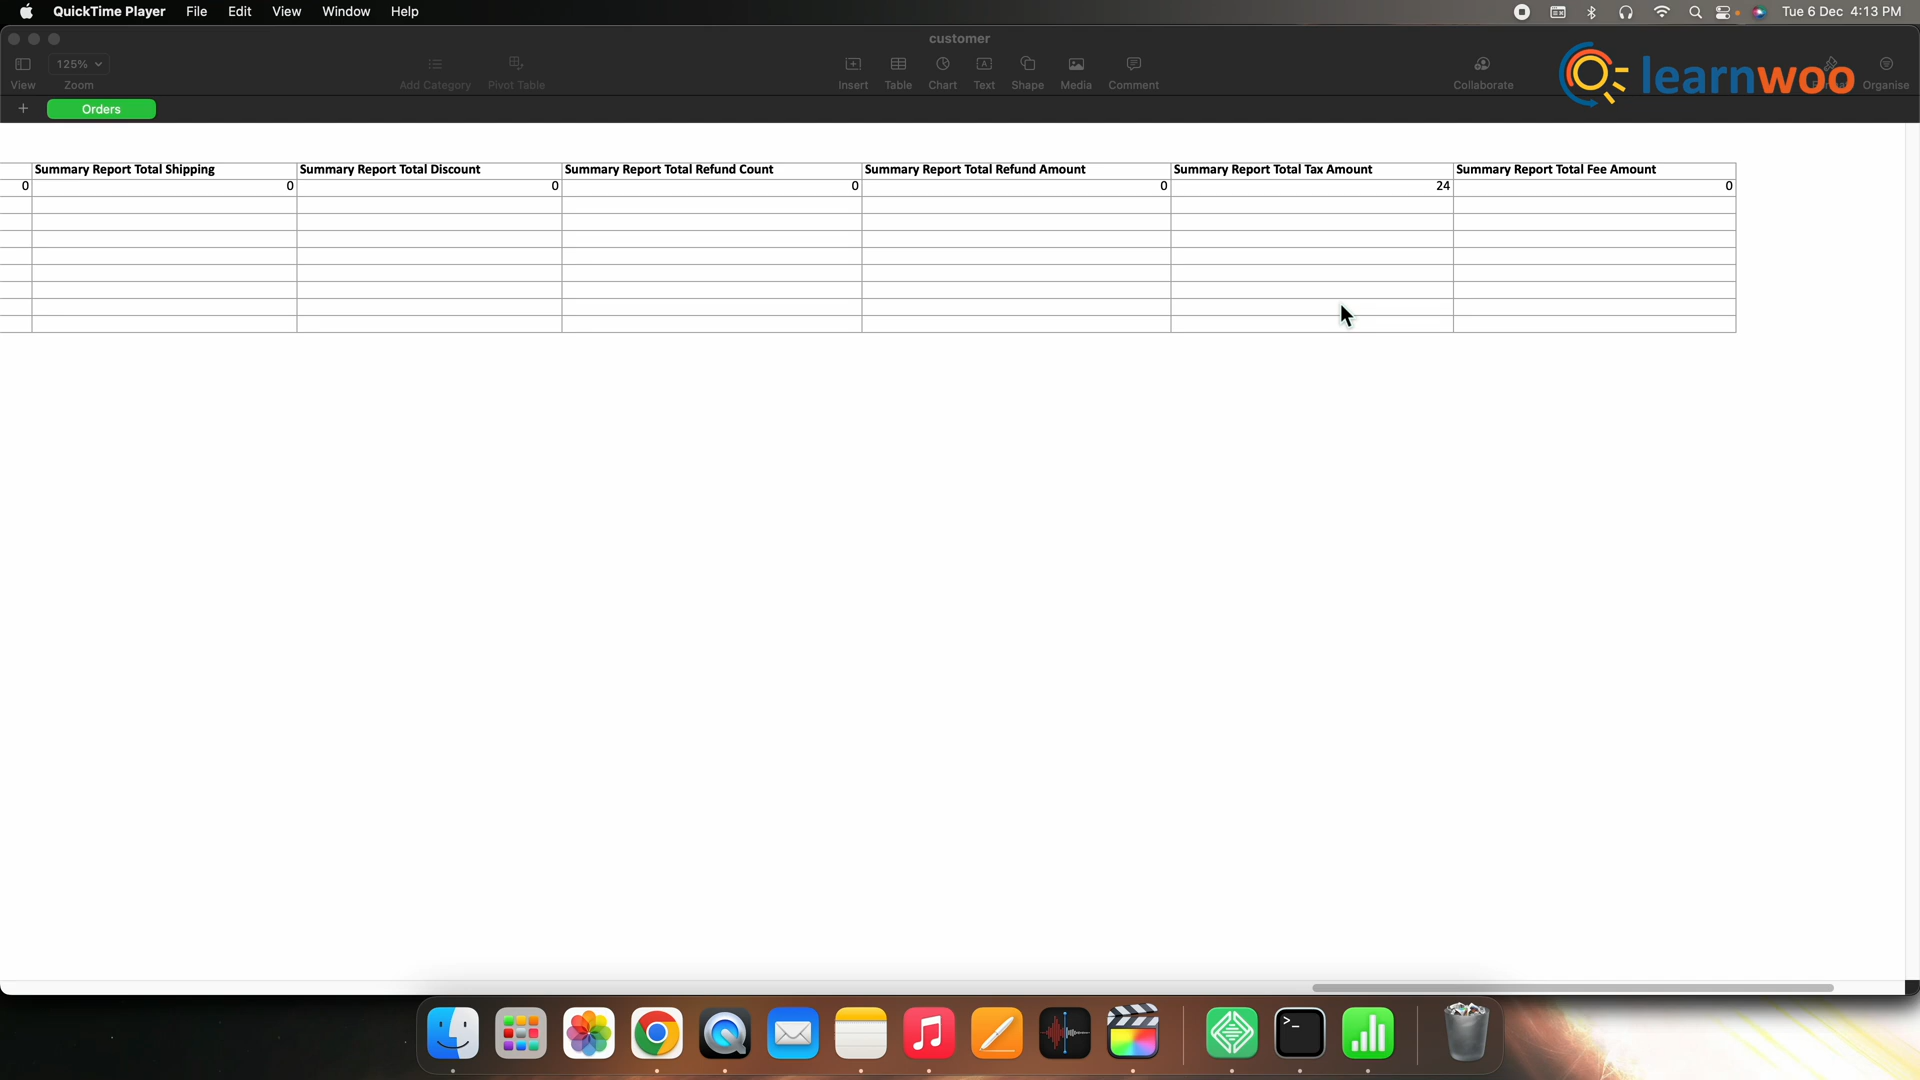 QuickTime Player File Edit View Window Help Tue 6 Dec 4:13 PM
customer
125%
View Zoom Add Category Pivot Table Insert Table Chart Text Shape Media Comment Collaborate Organise
learnwoo
+ Orders
Summary Report Total Shipping Summary Report Total Discount Summary Report Total Refund Count Summary Report Total Refund Amount Summary Report Total Tax Amount Summary Report Total Fee Amount
0 0 0 0 0 24 0